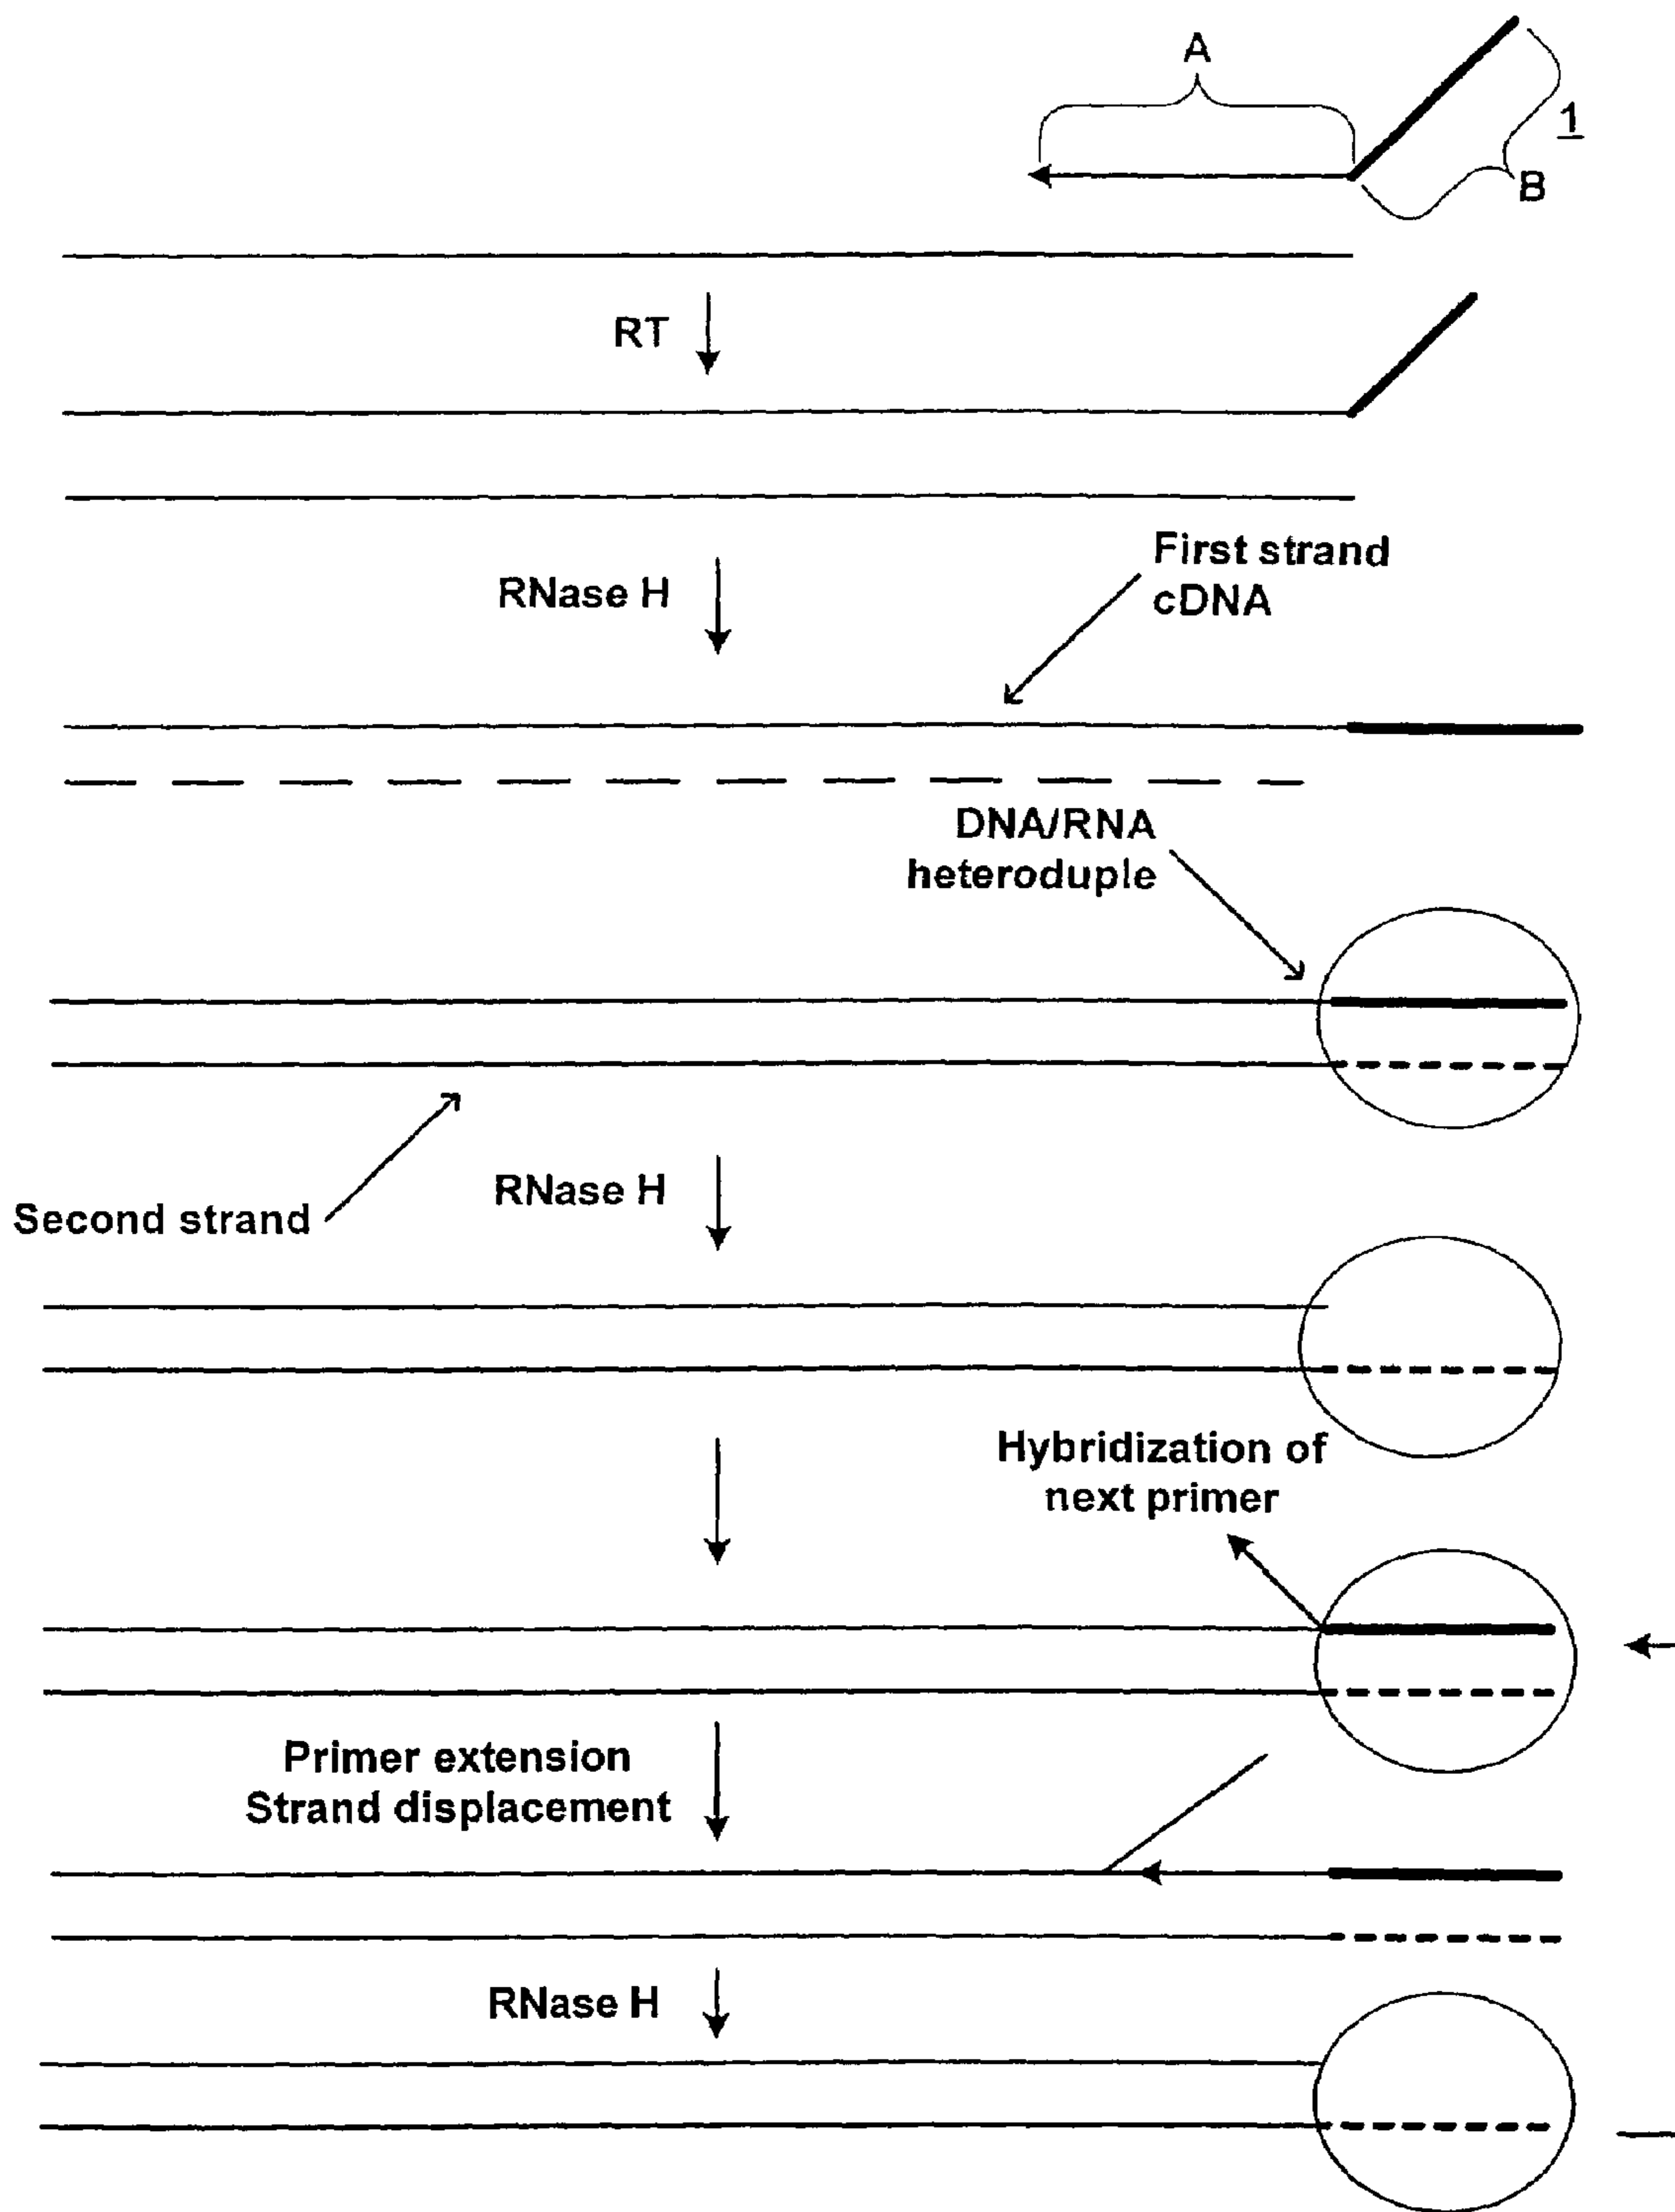 A
1
B
RT
First strand
cDNA
RNase H
DNA/RNA
heteroduple
RNase H
Second strand
Hybridization of
next primer
Primer extension
Strand displacement
RNase H